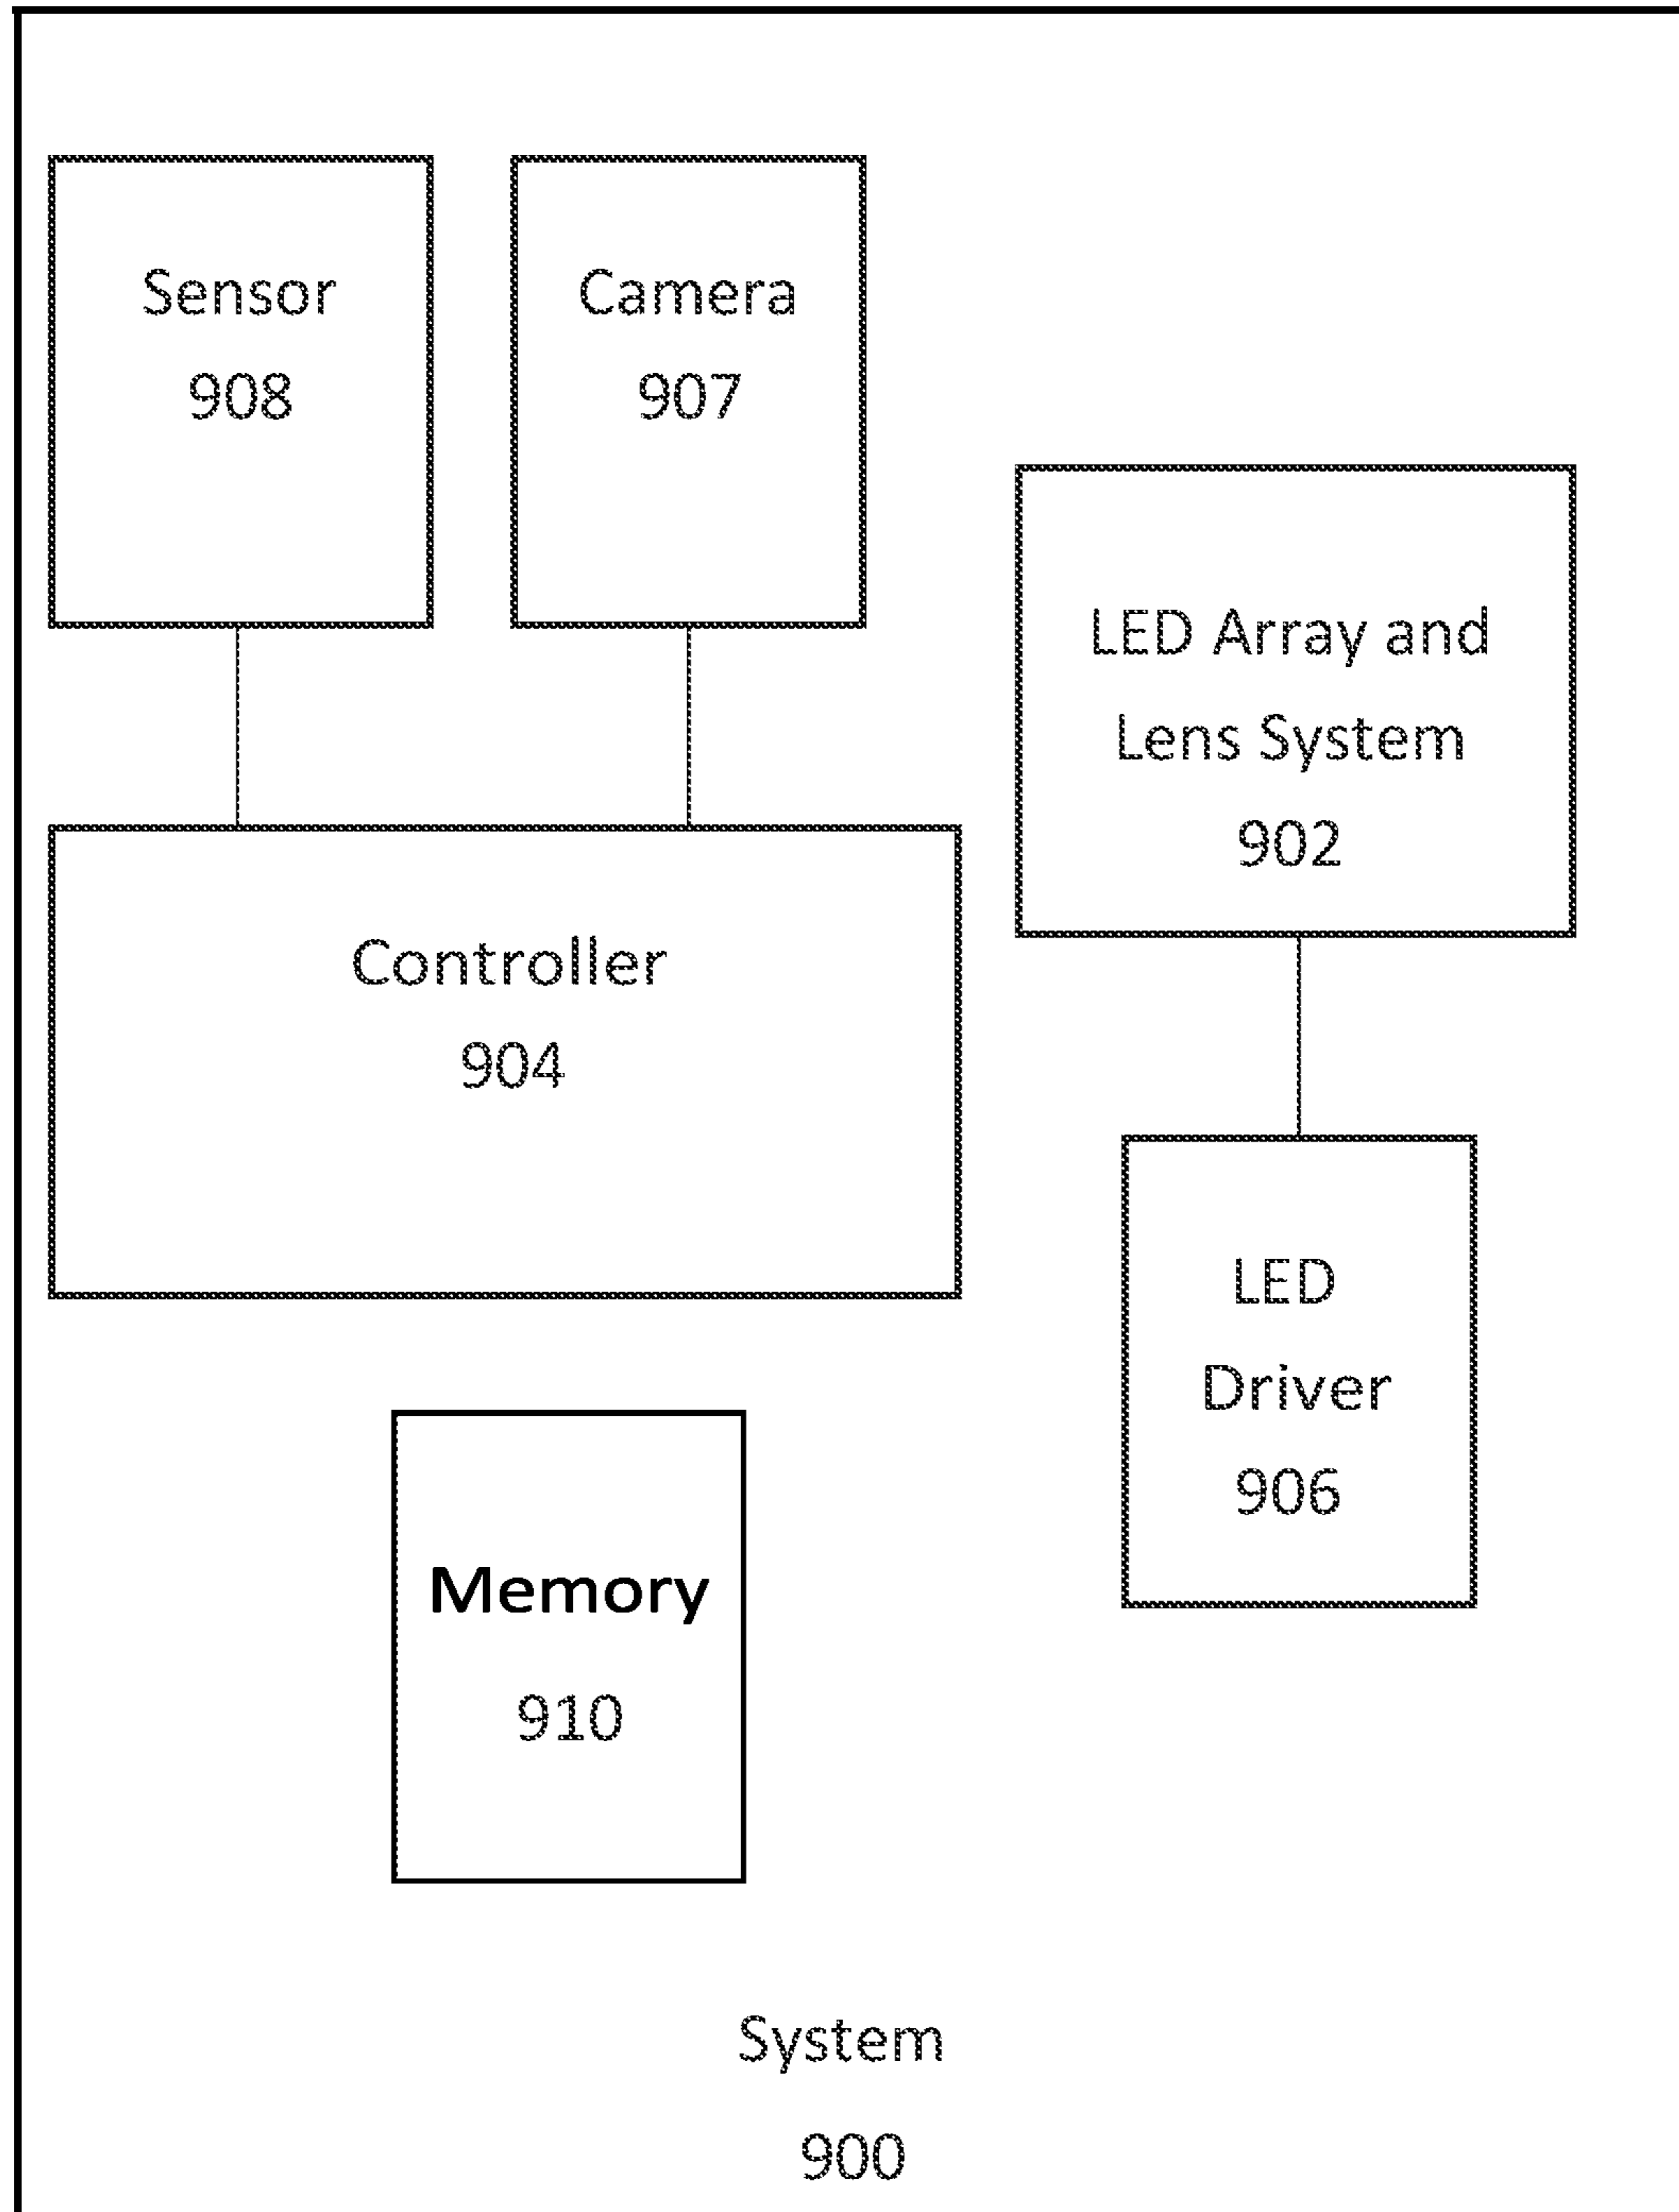 Sensor
908
Camera
907
LED Array and
Lens System
902
Controller
904
LED
Driver
906
Memory
910
System
900